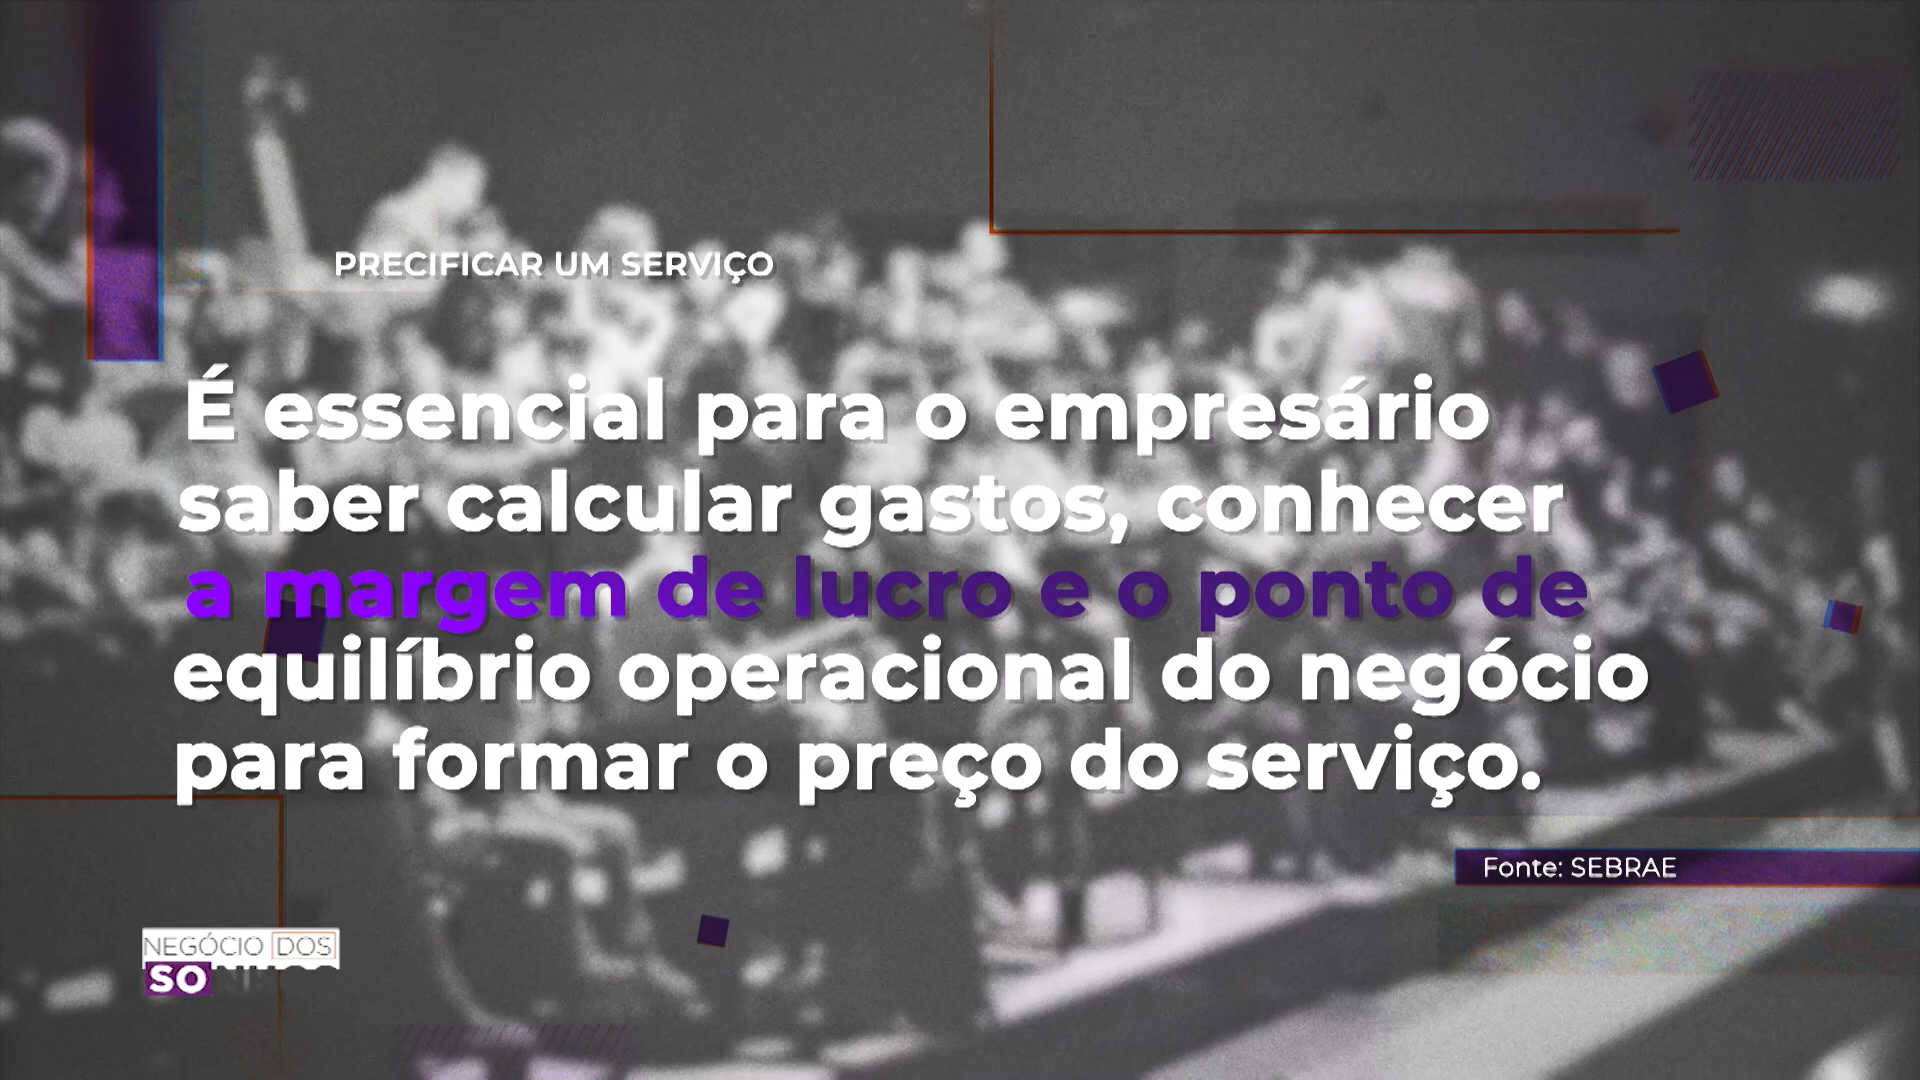 PRECIFICAR UM SERVIÇO
É essencial para o empresário
saber calcular gastos, conhecer
a margem de lucro e o ponto de
equilíbrio operacional do negócio
para formar o preço do serviço.
Fonte: SEBRAE
NEGÓCIO DOS
SO